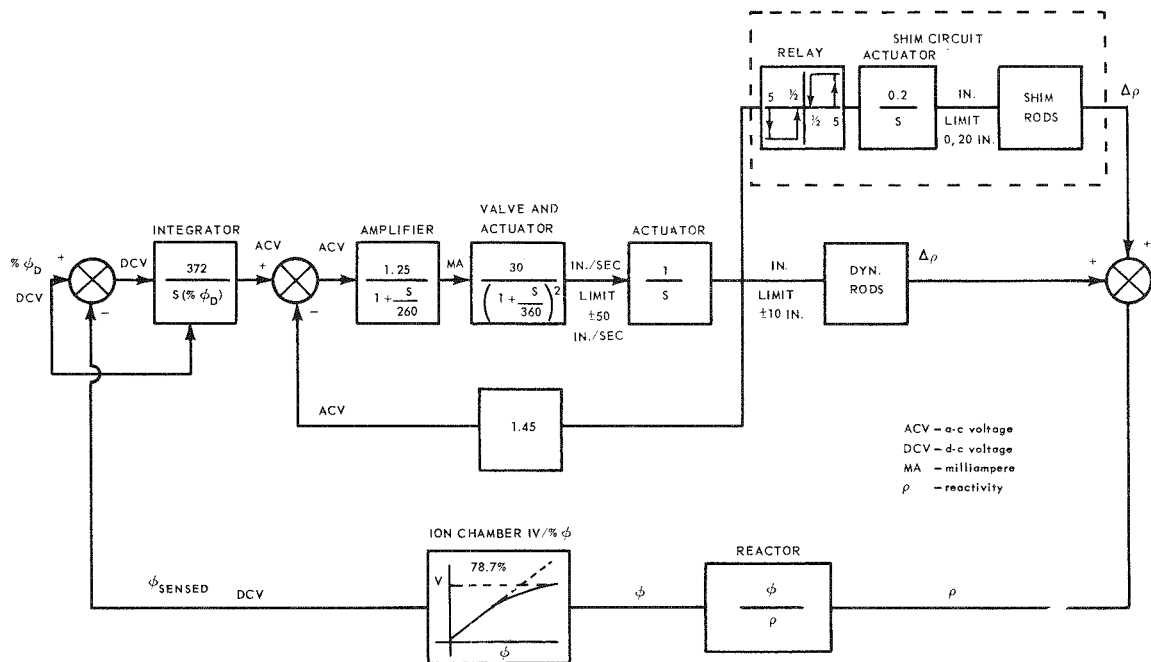 SHIM CIRCUIT
RELAY
ACTUATOR
5 ½
½ 5
0.2
S
IN.
LIMIT
0, 20 IN.
SHIM
RODS
Δρ
VALVE AND
ACTUATOR
INTEGRATOR
AMPLIFIER
ACTUATOR
% φD
DCV
+
−
DCV
372
S (% φD)
ACV
+
−
ACV
1.25
1 + S
260
MA
30
( 1 + S )2
360
IN./SEC
LIMIT
±50
IN./SEC
1
S
IN.
LIMIT
±10 IN.
DYN.
RODS
Δρ
+
+
ACV
1.45
ACV – a-c voltage
DCV – d-c voltage
MA – milliampere
ρ – reactivity
ION CHAMBER IV/% φ
V
78.7%
φ
φSENSED
DCV
φ
REACTOR
φ
ρ
ρ